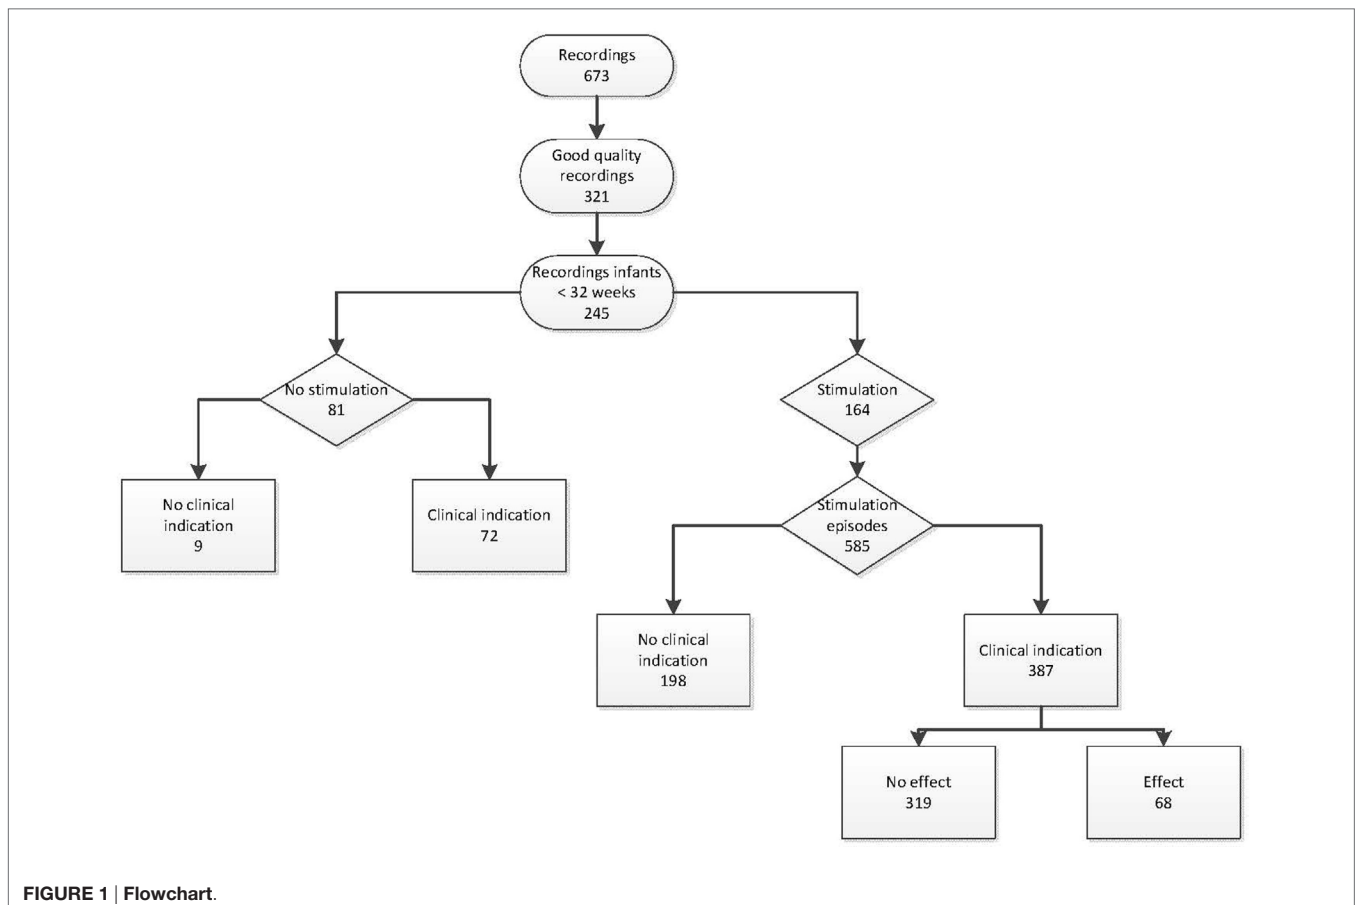 Recordings
673
Good quality
recordings
321
Recordings infants
< 32 weeks
245
No stimulation
81
Stimulation
164
No clinical
indication
9
Clinical indication
72
Stimulation
episodes
585
No clinical
indication
198
Clinical indication
387
No effect
319
Effect
68
FIGURE 1 | Flowchart.